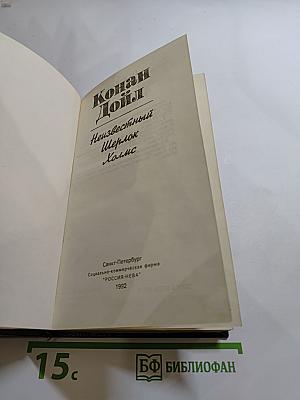 Конан
Дойл
Неизвестный
Шерлок
Холмс
Санкт-Петербург
Социально-коммерческая фирма
"РОССИЯ-НЕВА"
1992
15с
БФ БИБЛИОФАН